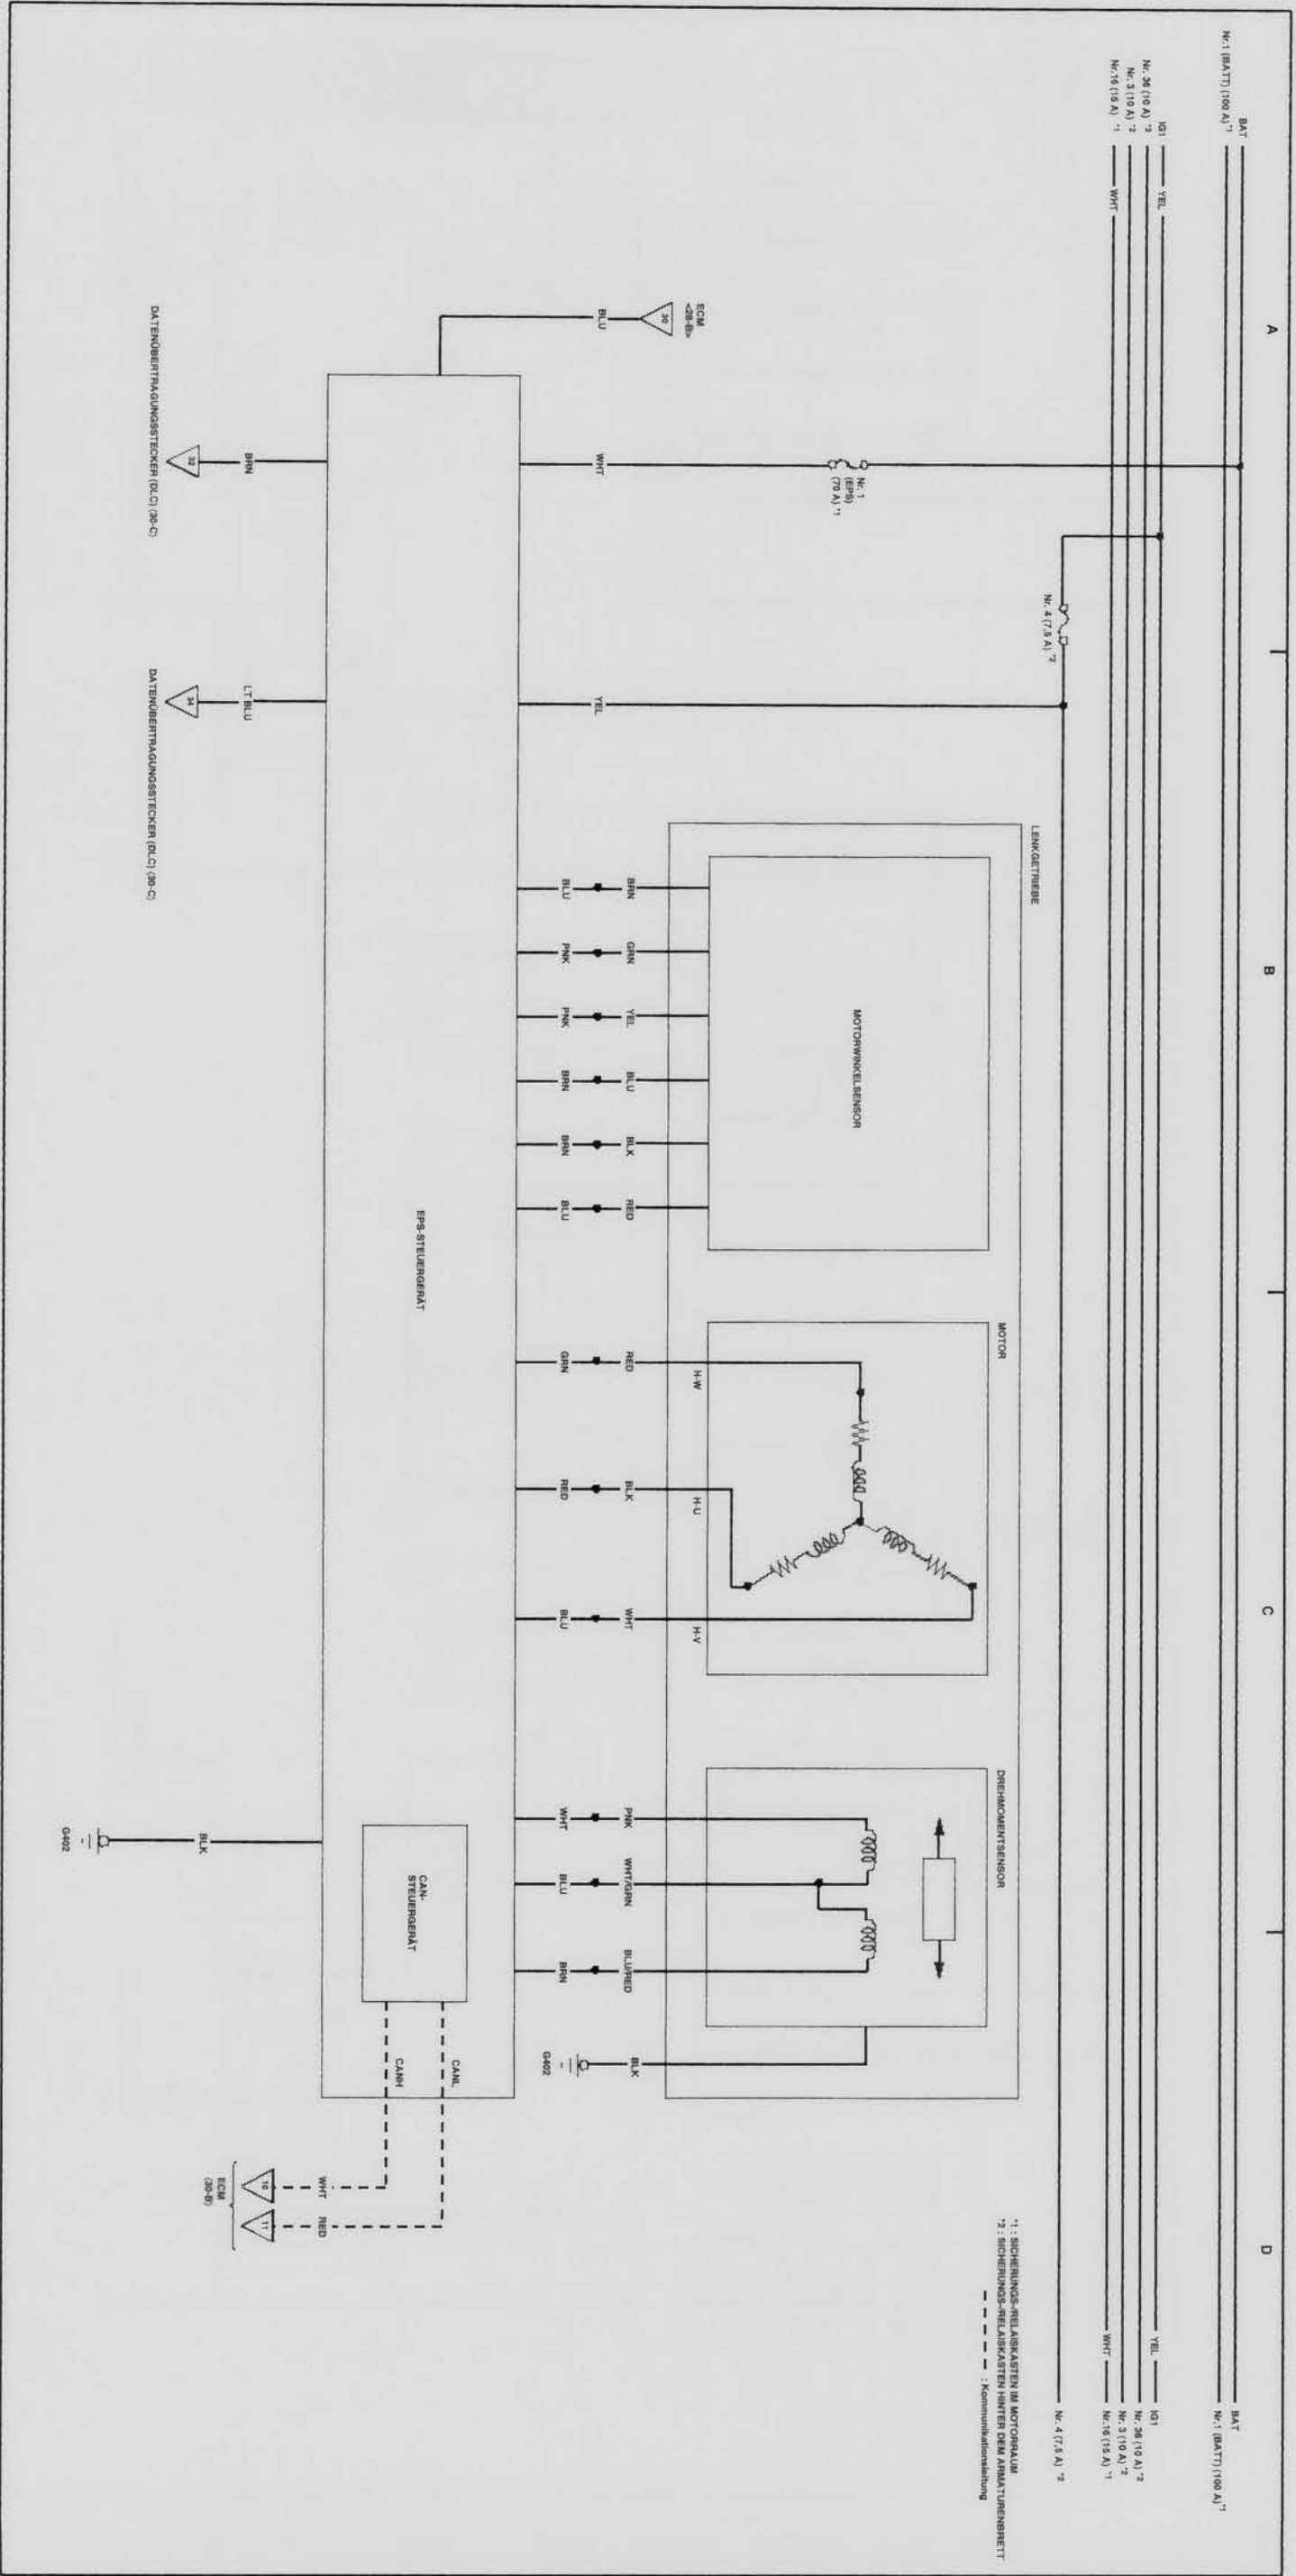 A
B
C
D
BAT
Nr.1 (BATT) (100 A)*1
IG1
YEL
Nr. 36 (10 A) *2
Nr. 3 (10 A) *2
Nr.16 (15 A) *1
WHT
BAT
Nr.1 (BATT) (100 A)*1
YEL
IG1
Nr. 36 (10 A) *2
Nr. 3 (10 A) *2
WHT
Nr.16 (15 A) *1
Nr. 4 (7,5 A) *2
Nr. 4 (7,5 A) *2
*1 : SICHERUNGS-/RELAISKASTEN IM MOTORRAUM
*2 : SICHERUNGS-/RELAISKASTEN HINTER DEM ARMATURENBRETT
: Kommunikationsleitung
Nr. 1
(EPS)
(70 A) *1
ECM
<28-B>
30
BLU
WHT
YEL
LENKGETRIEBE
MOTORWINKELSENSOR
MOTOR
DREHMOMENTSENSOR
H-W
H-U
H-V
BRN
GRN
YEL
BLU
BLK
RED
RED
BLK
WHT
PNK
WHT/GRN
BLU/RED
BLK
BLU
PNK
PNK
BRN
BRN
BLU
GRN
RED
BLU
WHT
BLU
BRN
G402
EPS-STEUERGERÄT
CAN-
STEUERGERÄT
CANL
CANH
BRN
LT BLU
BLK
WHT
RED
32
34
10
11
DATENÜBERTRAGUNGSSTECKER (DLC) (30-C)
DATENÜBERTRAGUNGSSTECKER (DLC) (30-C)
G402
ECM
(30-B)